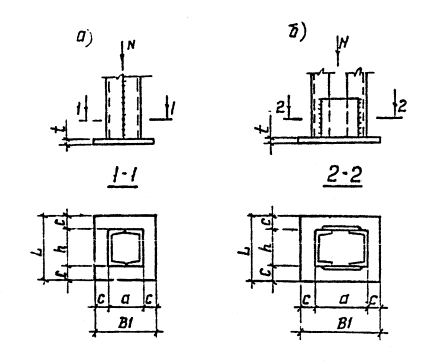 а) б)
N N
1 1 2 2
t t
1-1 2-2
c c
L h L h
c c
c a c c a c
B1 B1